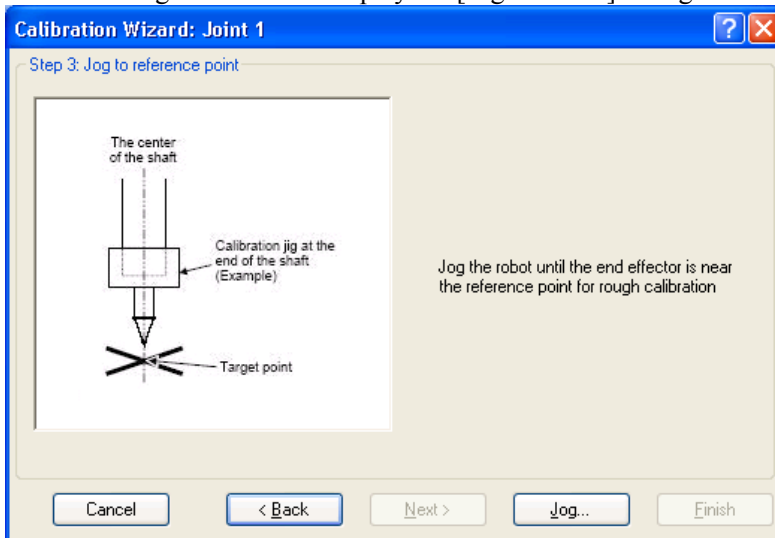 Calibration Wizard: Joint 1
Step 3: Jog to reference point
The center
of the shaft
Calibration jig at the
end of the shaft
(Example)
Target point
Jog the robot until the end effector is near
the reference point for rough calibration
Cancel
< Back
Next >
Jog...
Finish